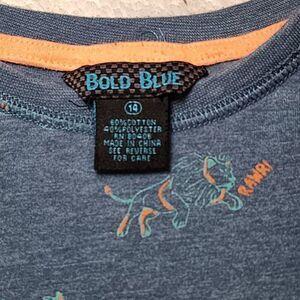 BOLD BLUE
14
60%COTTON
40%POLYESTER
RN 80406
MADE IN CHINA
SEE REVERSE
FOR CARE
RAWR!